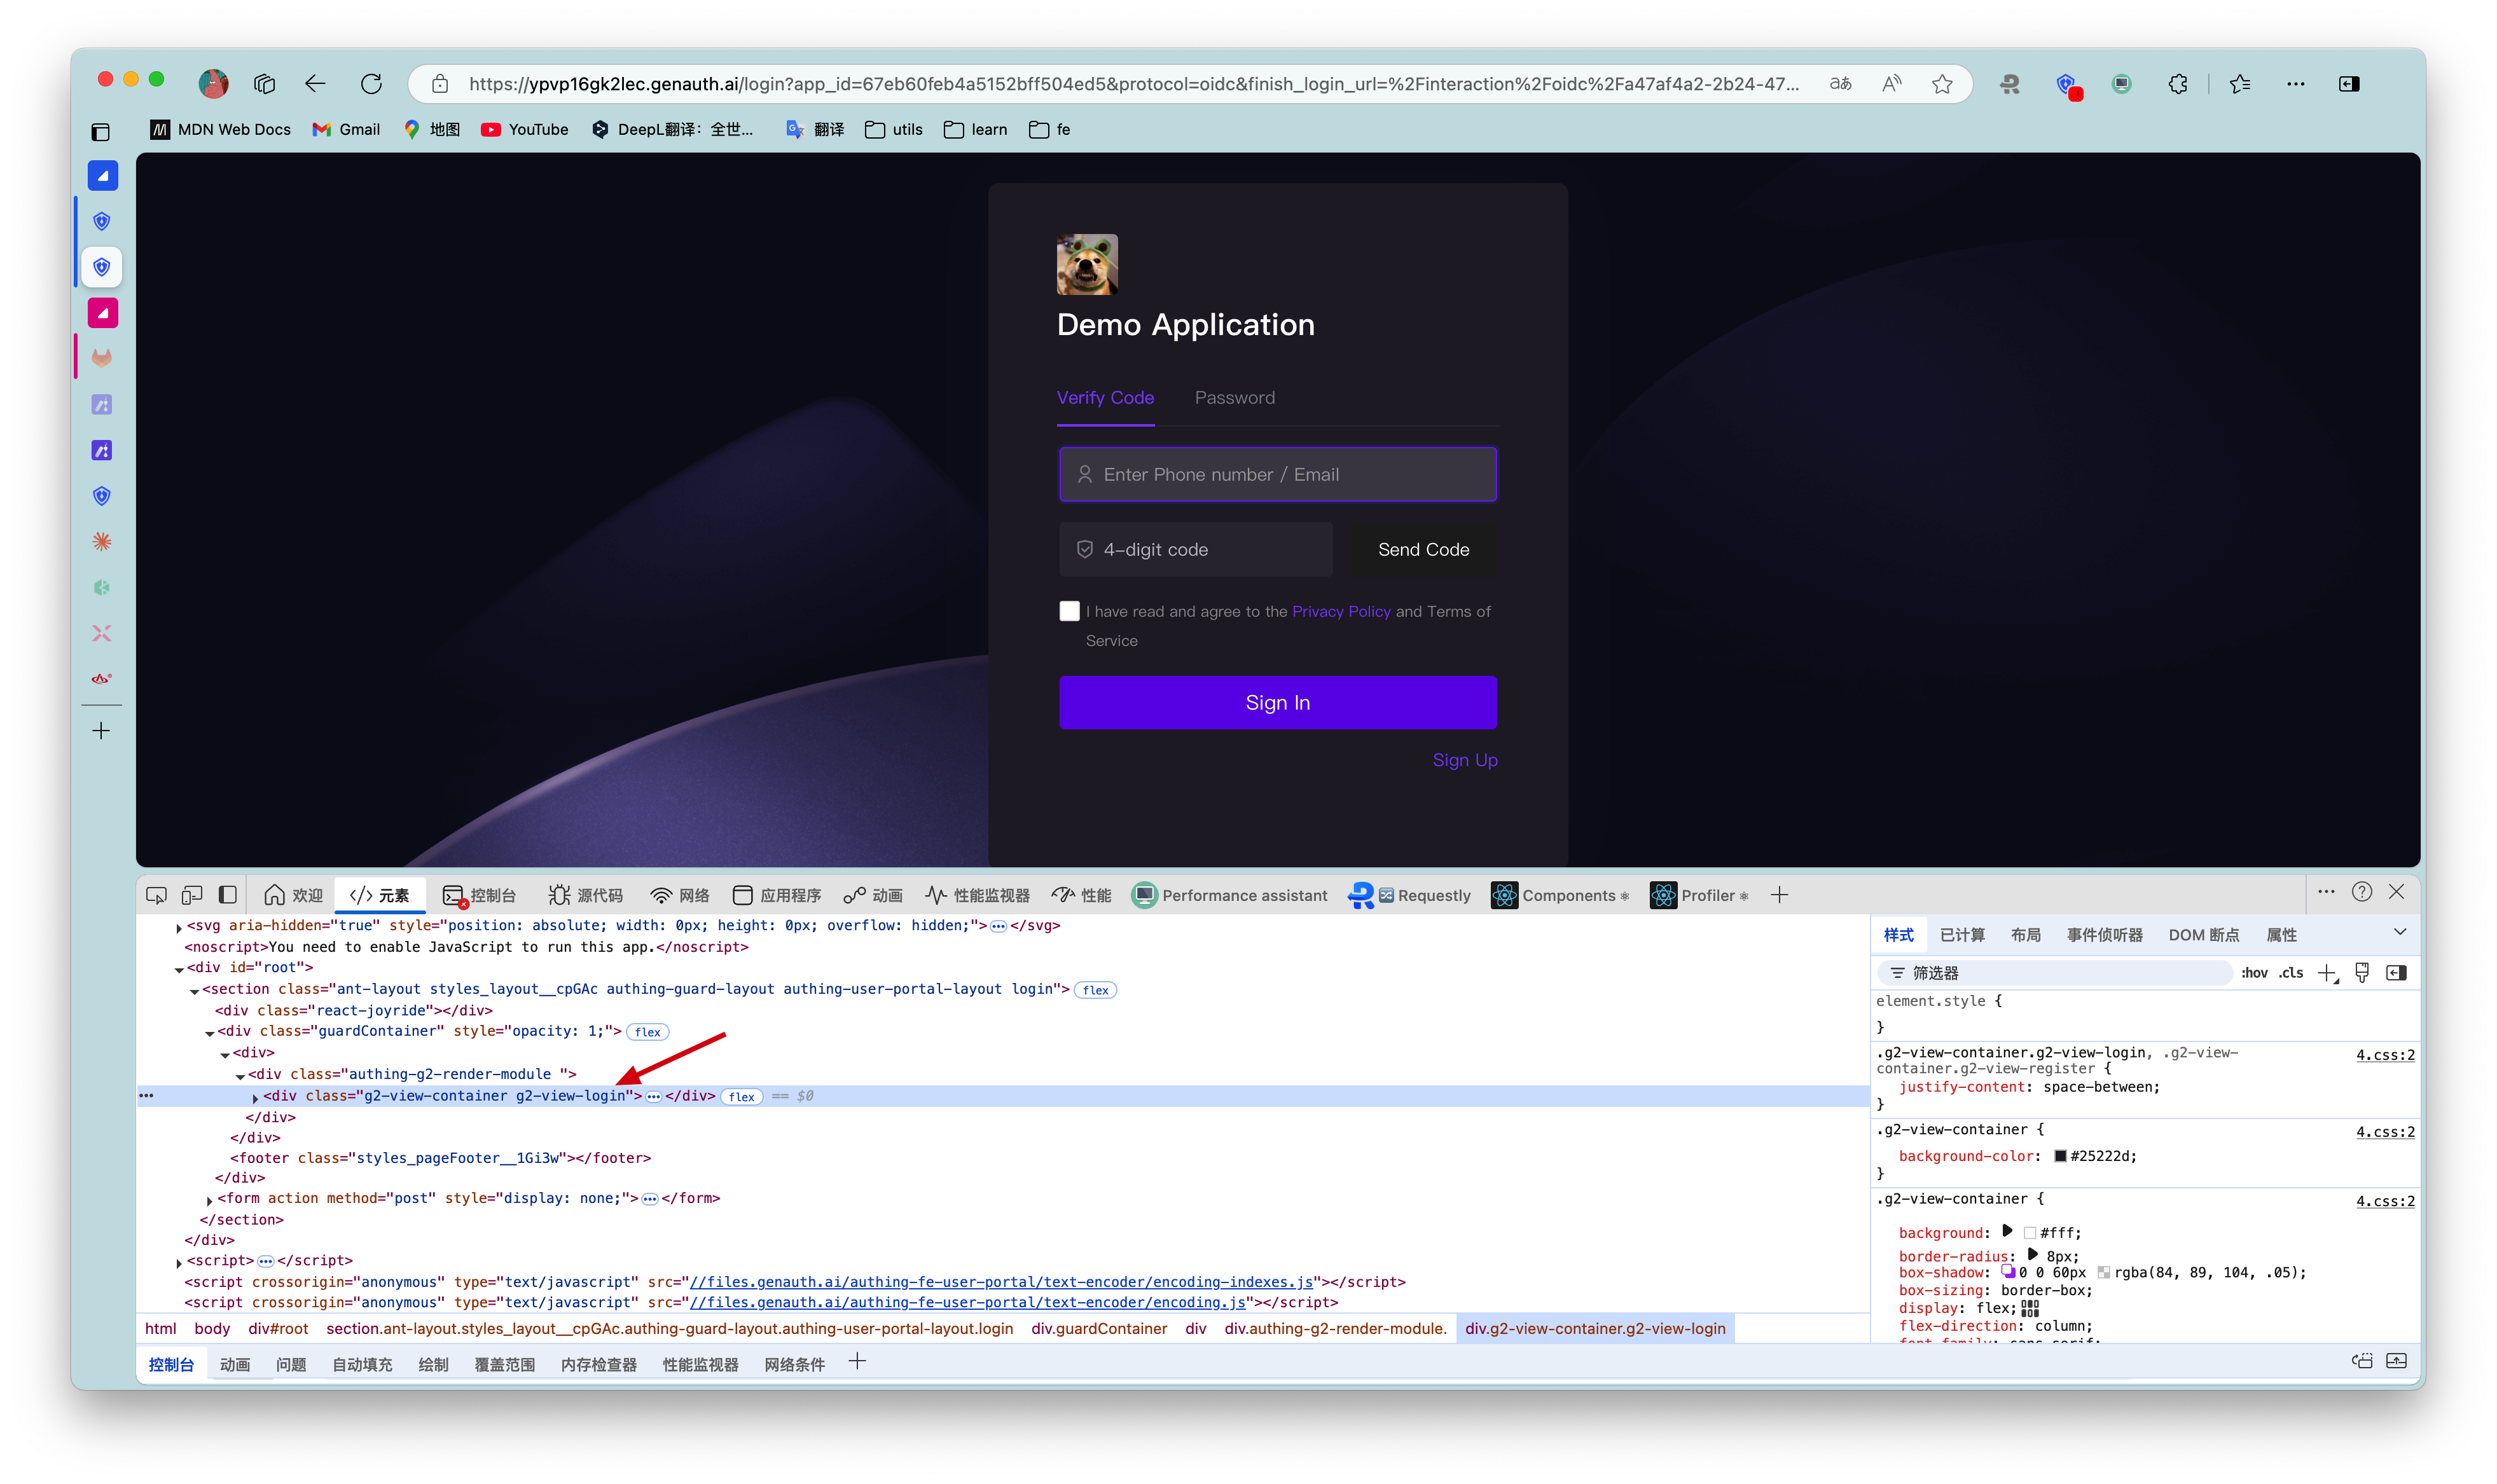 https://ypvp16gk2lec.genauth.ai/login?app_id=67eb60feb4a5152bff504ed5&protocol=oidc&finish_login_url=%2Finteraction%2Foidc%2Fa47af4a2-2b24-47...
MDN Web Docs Gmail 地图 YouTube DeepL翻译：全世... 翻译 utils learn fe
Demo Application
Verify Code Password
Enter Phone number / Email
4-digit code Send Code
I have read and agree to the Privacy Policy and Terms of
Service
Sign In
Sign Up
欢迎 </> 元素 控制台 源代码 网络 应用程序 动画 性能监视器 性能 Performance assistant Requestly Components Profiler
<svg aria-hidden="true" style="position: absolute; width: 0px; height: 0px; overflow: hidden;">...</svg>
<noscript>You need to enable JavaScript to run this app.</noscript>
<div id="root">
<section class="ant-layout styles_layout__cpGAc authing-guard-layout authing-user-portal-layout login"> flex
<div class="react-joyride"></div>
<div class="guardContainer" style="opacity: 1;"> flex
<div>
<div class="authing-g2-render-module ">
<div class="g2-view-container g2-view-login">...</div> flex == $0
</div>
</div>
<footer class="styles_pageFooter__1Gi3w"></footer>
</div>
<form action method="post" style="display: none;">...</form>
</section>
</div>
<script>...</script>
<script crossorigin="anonymous" type="text/javascript" src="//files.genauth.ai/authing-fe-user-portal/text-encoder/encoding-indexes.js"></script>
<script crossorigin="anonymous" type="text/javascript" src="//files.genauth.ai/authing-fe-user-portal/text-encoder/encoding.js"></script>
html body div#root section.ant-layout.styles_layout__cpGAc.authing-guard-layout.authing-user-portal-layout.login div.guardContainer div div.authing-g2-render-module. div.g2-view-container.g2-view-login
样式 已计算 布局 事件侦听器 DOM 断点 属性
筛选器 :hov .cls
element.style {
}
.g2-view-container.g2-view-login, .g2-view-
container.g2-view-register { 4.css:2
justify-content: space-between;
}
.g2-view-container { 4.css:2
background-color: #25222d;
}
.g2-view-container { 4.css:2
background: #fff;
border-radius: 8px;
box-shadow: 0 0 60px rgba(84, 89, 104, .05);
box-sizing: border-box;
display: flex;
flex-direction: column;
font-family: sans-serif;
控制台 动画 问题 自动填充 绘制 覆盖范围 内存检查器 性能监视器 网络条件